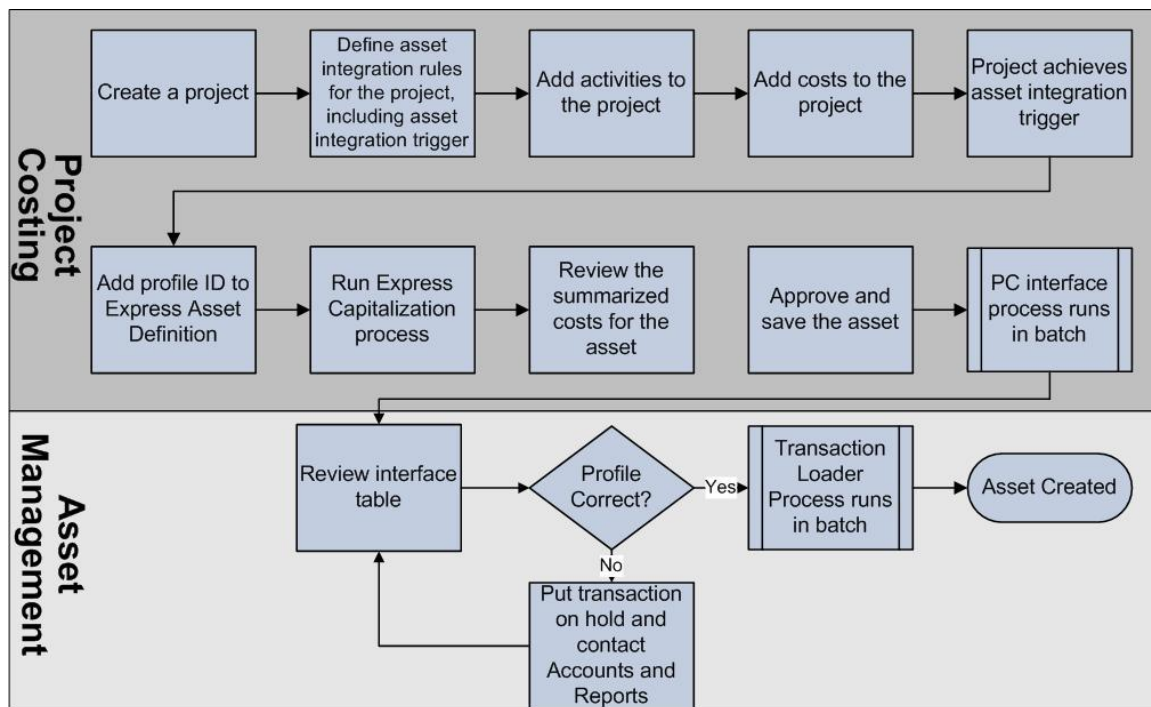 Project
Costing
Create a project
Define asset
integration rules
for the project,
including asset
integration trigger
Add activities to
the project
Add costs to the
project
Project achieves
asset integration
trigger
Add profile ID to
Express Asset
Definition
Run Express
Capitalization
process
Review the
summarized
costs for the
asset
Approve and
save the asset
PC interface
process runs
in batch
Asset
Management
Review interface
table
Profile
Correct?
Yes
Transaction
Loader
Process runs
in batch
Asset Created
No
Put transaction
on hold and
contact
Accounts and
Reports